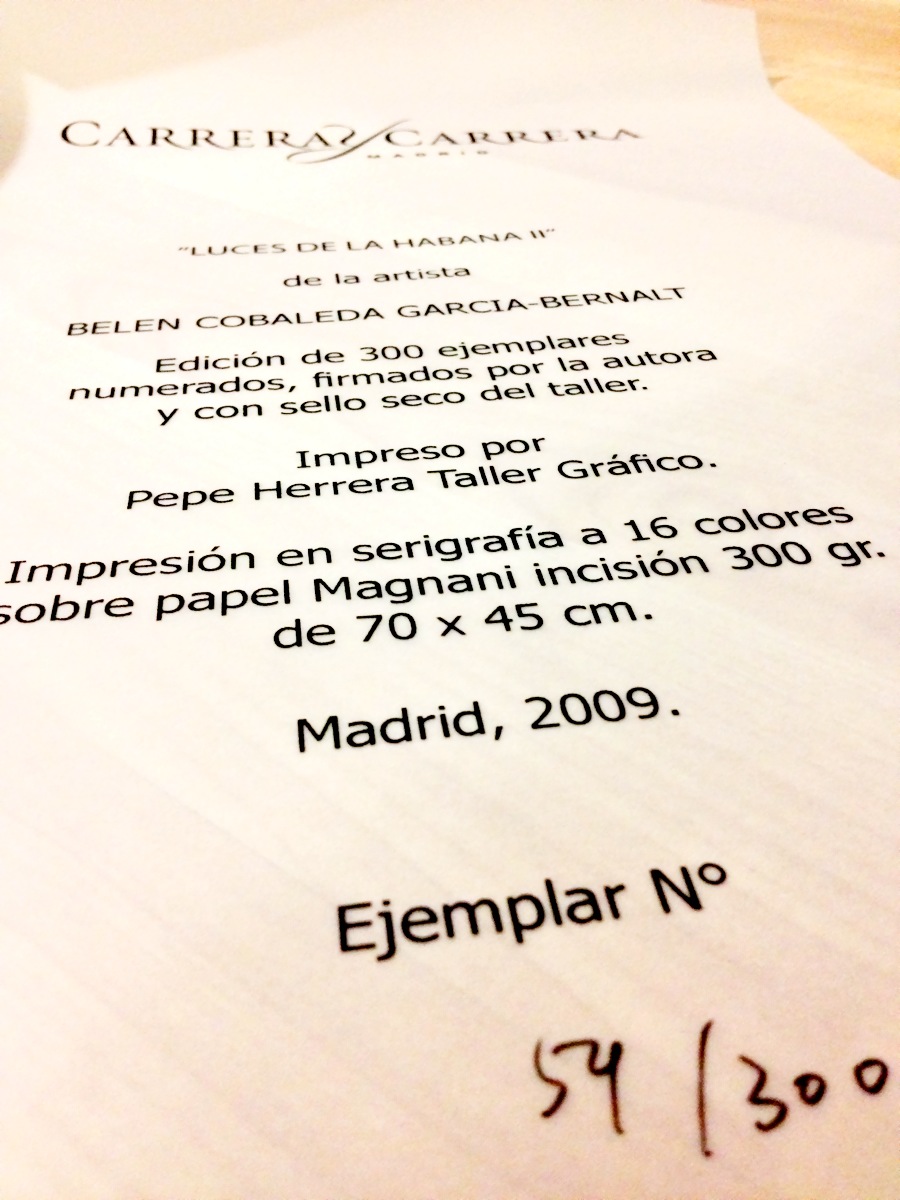 CARRERA Y CARRERA
MADRID
"LUCES DE LA HABANA II"
de la artista
BELEN COBALEDA GARCIA-BERNALT
Edición de 300 ejemplares
numerados, firmados por la autora
y con sello seco del taller.
Impreso por
Pepe Herrera Taller Gráfico.
Impresión en serigrafía a 16 colores
sobre papel Magnani incisión 300 gr.
de 70 x 45 cm.
Madrid, 2009.
Ejemplar Nº
54 / 300